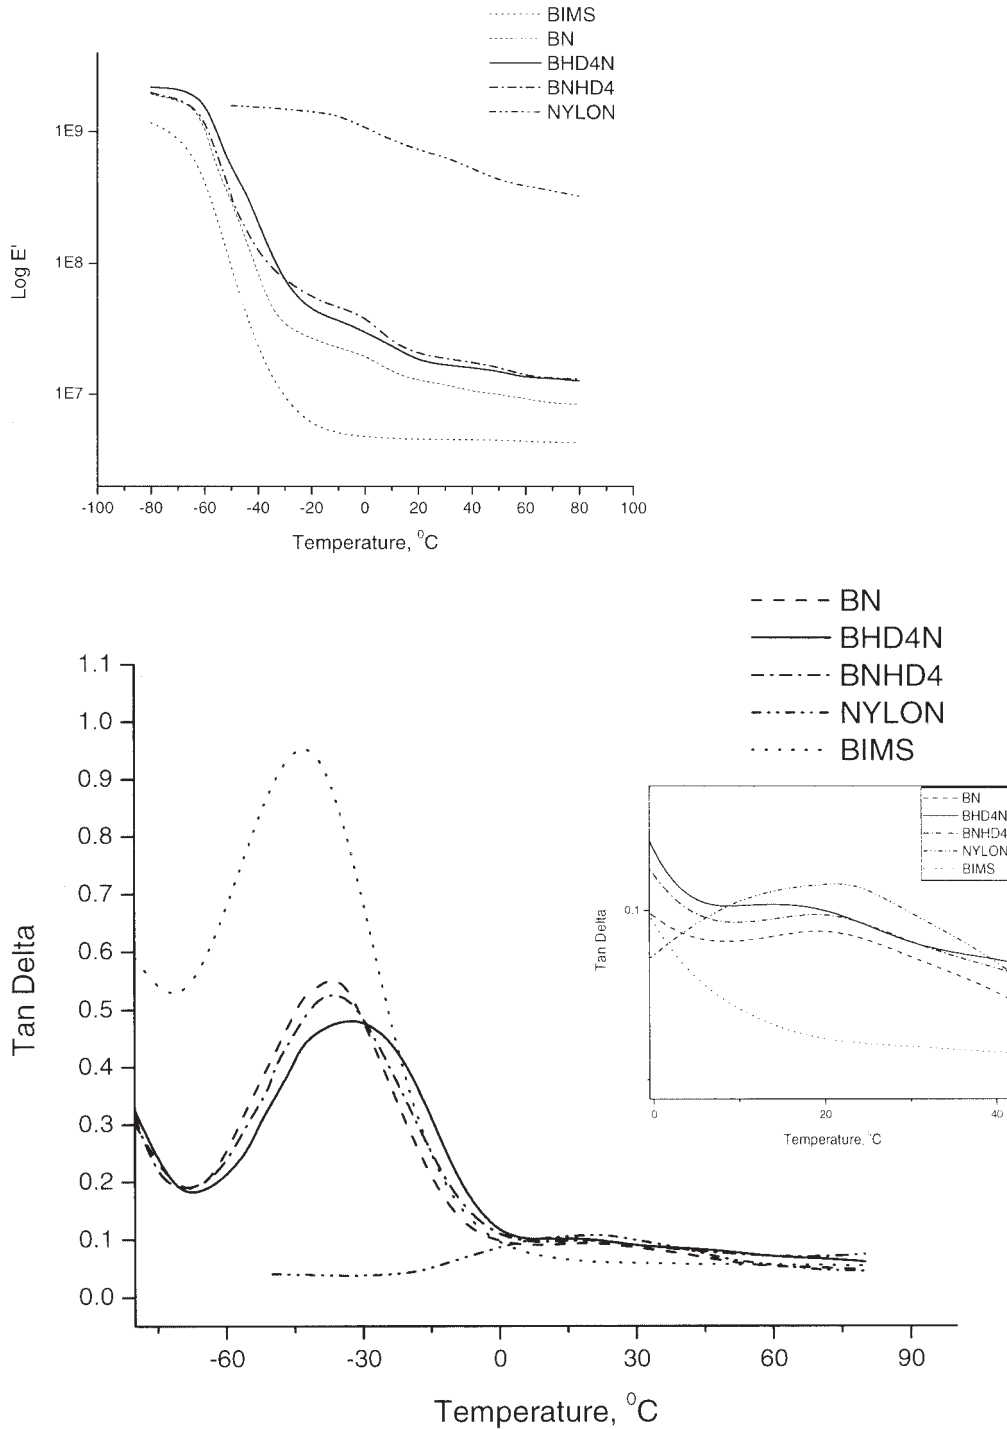 BIMS
BN
BHD4N
BNHD4
NYLON
1E9
1E8
1E7
Log E'
-100 -80 -60 -40 -20 0 20 40 60 80 100
Temperature, ⁰C
BN
BHD4N
BNHD4
NYLON
BIMS
1.1
1.0
0.9
0.8
0.7
0.6
0.5
0.4
0.3
0.2
0.1
0.0
Tan Delta
-60 -30 0 30 60 90
Temperature, ⁰C
BN
BHD4N
BNHD4
NYLON
BIMS
0.1
Tan Delta
0 20 40
Temperature, ⁰C